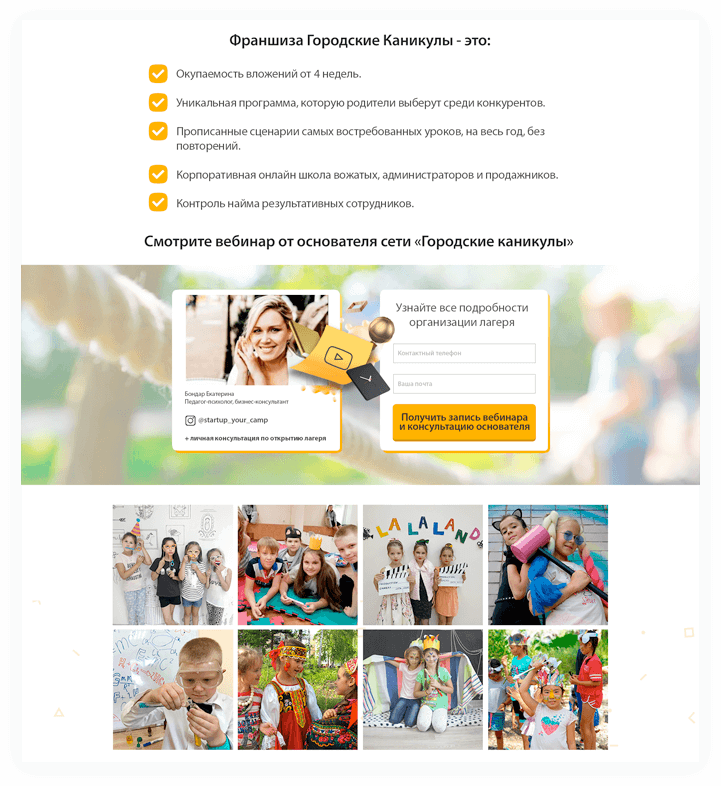 Франшиза Городские Каникулы - это:
Окупаемость вложений от 4 недель.
Уникальная программа, которую родители выберут среди конкурентов.
Прописанные сценарии самых востребованных уроков, на весь год, без
повторений.
Корпоративная онлайн школа вожатых, администраторов и продажников.
Контроль найма результативных сотрудников.
Смотрите вебинар от основателя сети «Городские каникулы»
Бондар Екатерина
Педагог-психолог, бизнес-консультант
@startup_your_camp
+ личная консультация по открытию лагеря
Узнайте все подробности
организации лагеря
Контактный телефон
Ваша почта
Получить запись вебинара
и консультацию основателя
LA LA LAND